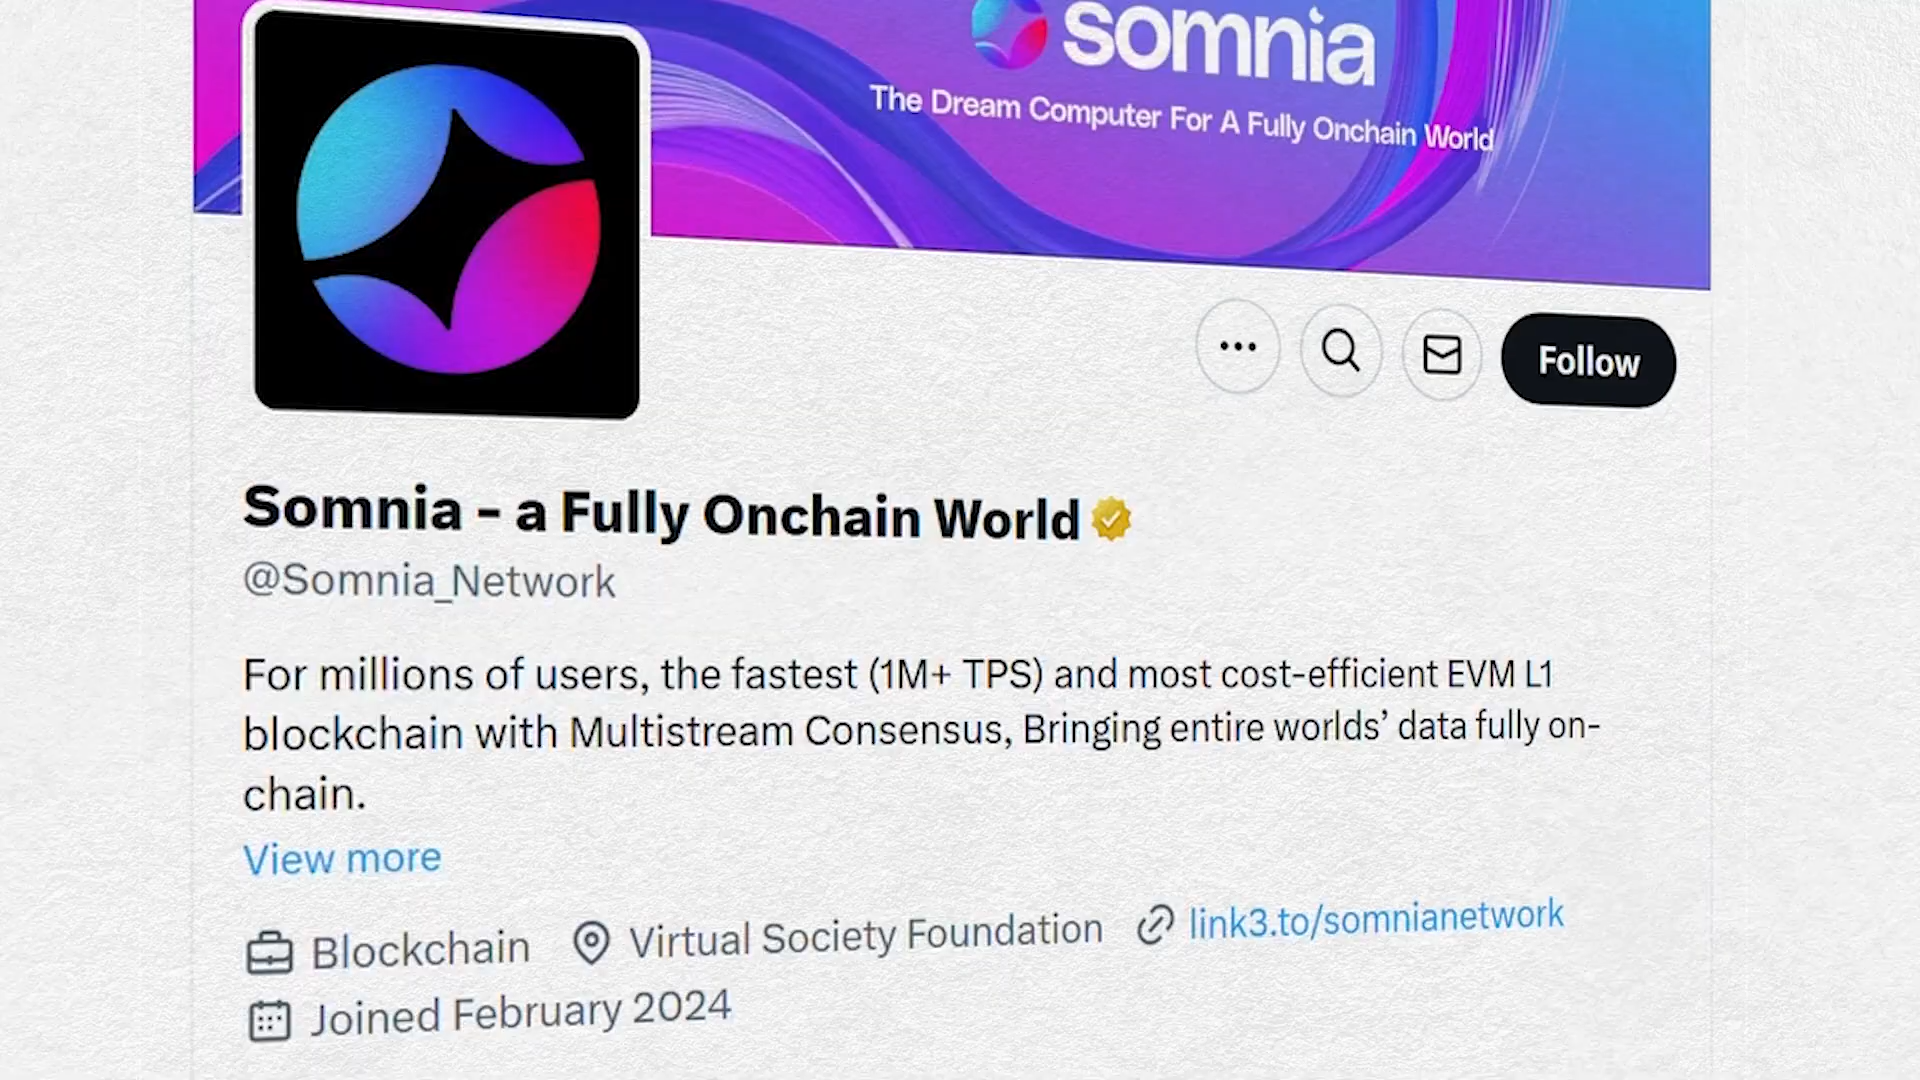 somnia
The Dream Computer For A Fully Onchain World
Follow
Somnia - a Fully Onchain World
@Somnia_Network
For millions of users, the fastest (1M+ TPS) and most cost-efficient EVM L1
blockchain with Multistream Consensus, Bringing entire worlds’ data fully on-
chain.
View more
Blockchain Virtual Society Foundation link3.to/somnianetwork
Joined February 2024